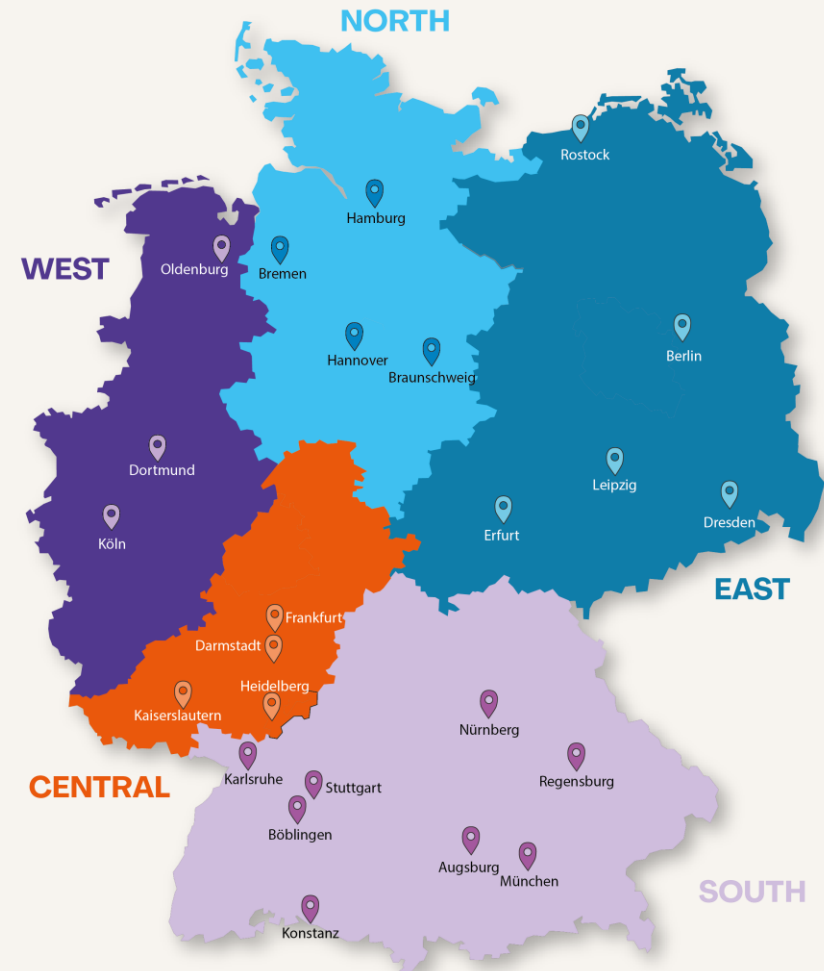 NORTH
Rostock
Hamburg
WEST
Oldenburg
Bremen
Hannover
Berlin
Braunschweig
Dortmund
Leipzig
Dresden
Köln
Erfurt
EAST
Frankfurt
Darmstadt
Heidelberg
Kaiserslautern
Nürnberg
CENTRAL
Karlsruhe
Regensburg
Stuttgart
Böblingen
Augsburg
München
SOUTH
Konstanz